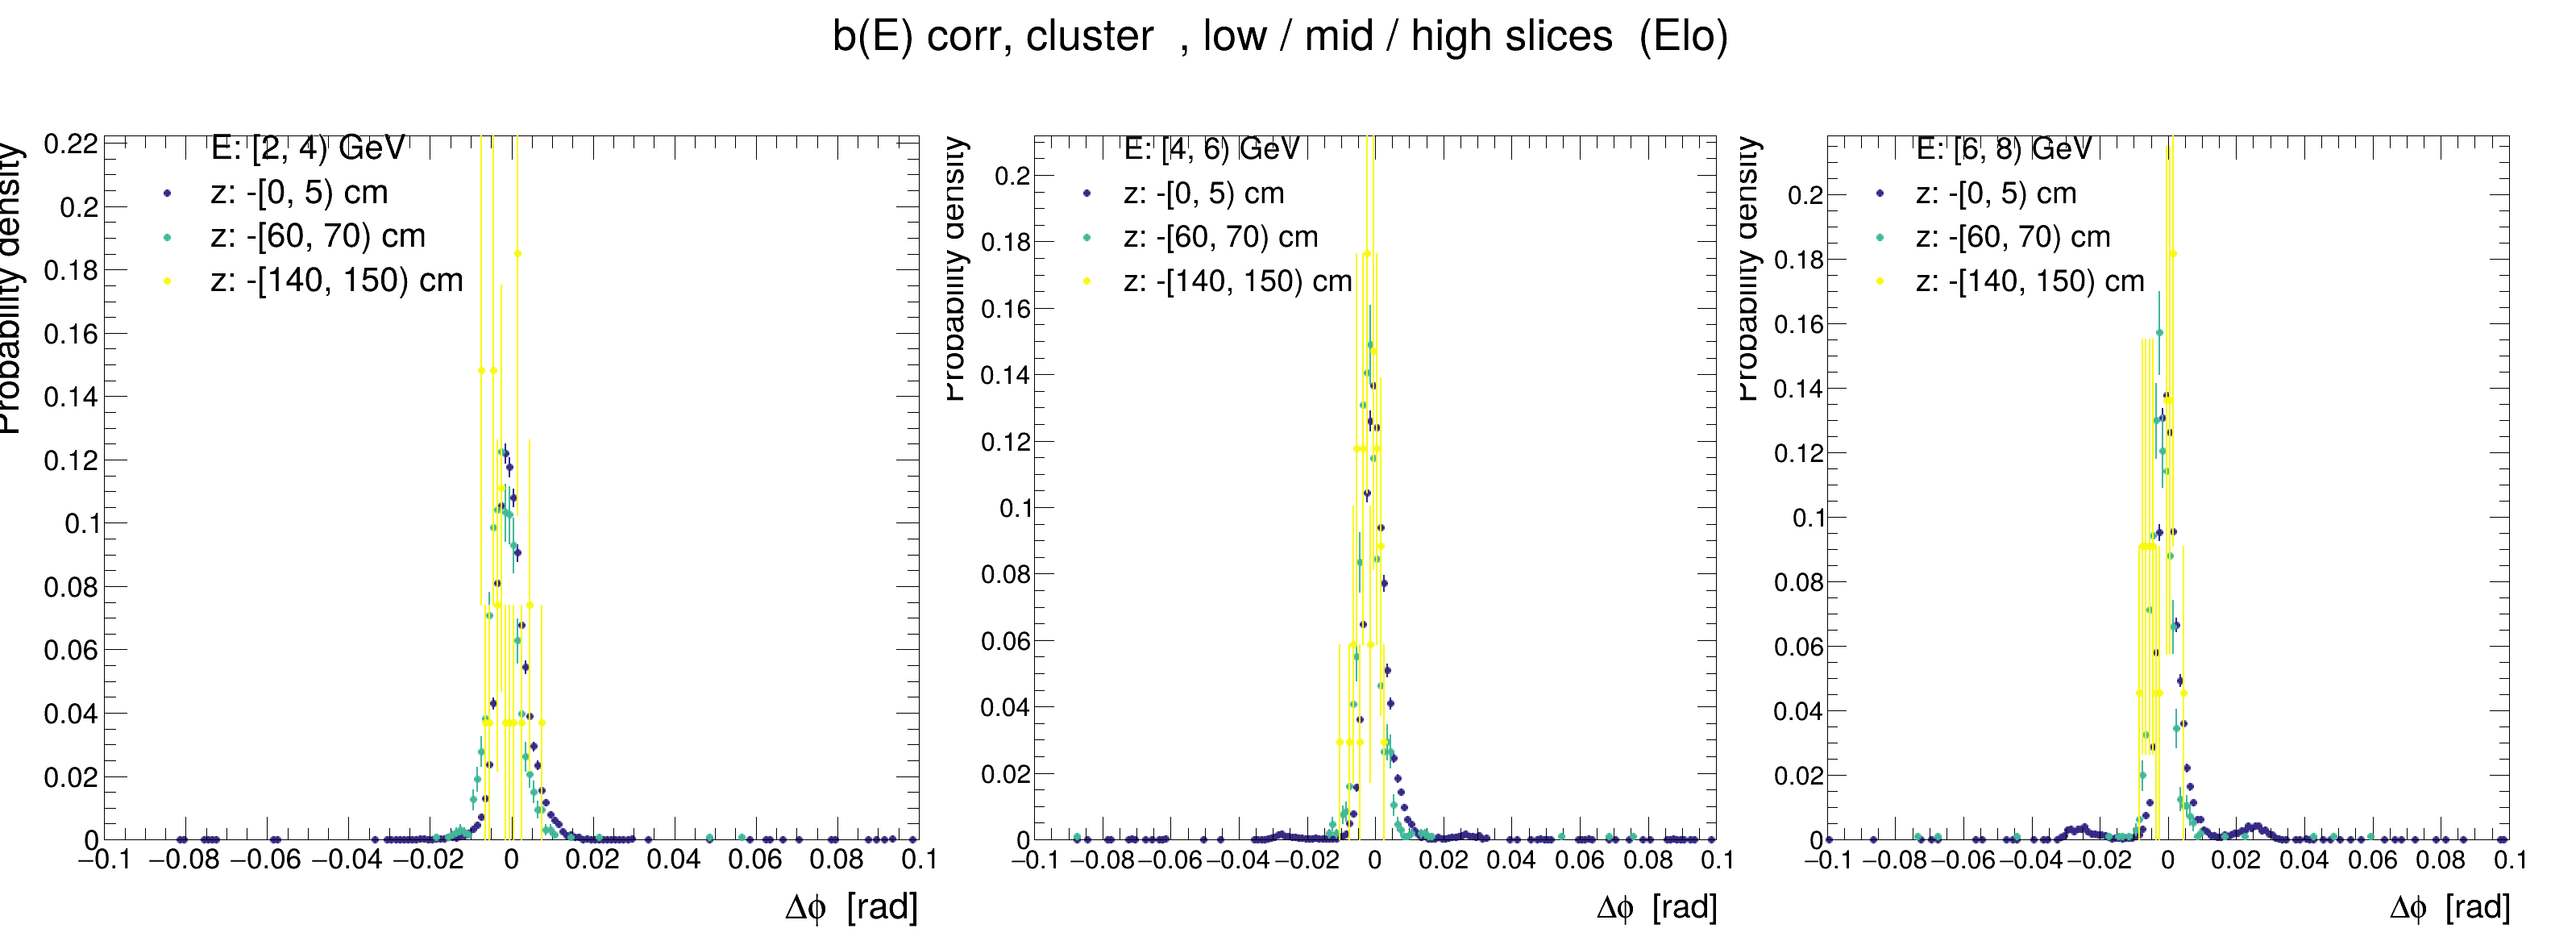 b(E) corr, cluster , low / mid / high slices (Elo)
Probability density
E: [2, 4) GeV
z: -[0, 5) cm
z: -[60, 70) cm
z: -[140, 150) cm
0.22
0.2
0.18
0.16
0.14
0.12
0.1
0.08
0.06
0.04
0.02
0
−0.1 −0.08 −0.06 −0.04 −0.02 0 0.02 0.04 0.06 0.08 0.1
Δϕ [rad]
Probability density
E: [4, 6) GeV
z: -[0, 5) cm
z: -[60, 70) cm
z: -[140, 150) cm
0.2
0.18
0.16
0.14
0.12
0.1
0.08
0.06
0.04
0.02
0
−0.1 −0.08 −0.06 −0.04 −0.02 0 0.02 0.04 0.06 0.08 0.1
Δϕ [rad]
Probability density
E: [6, 8) GeV
z: -[0, 5) cm
z: -[60, 70) cm
z: -[140, 150) cm
0.2
0.18
0.16
0.14
0.12
0.1
0.08
0.06
0.04
0.02
0
−0.1 −0.08 −0.06 −0.04 −0.02 0 0.02 0.04 0.06 0.08 0.1
Δϕ [rad]